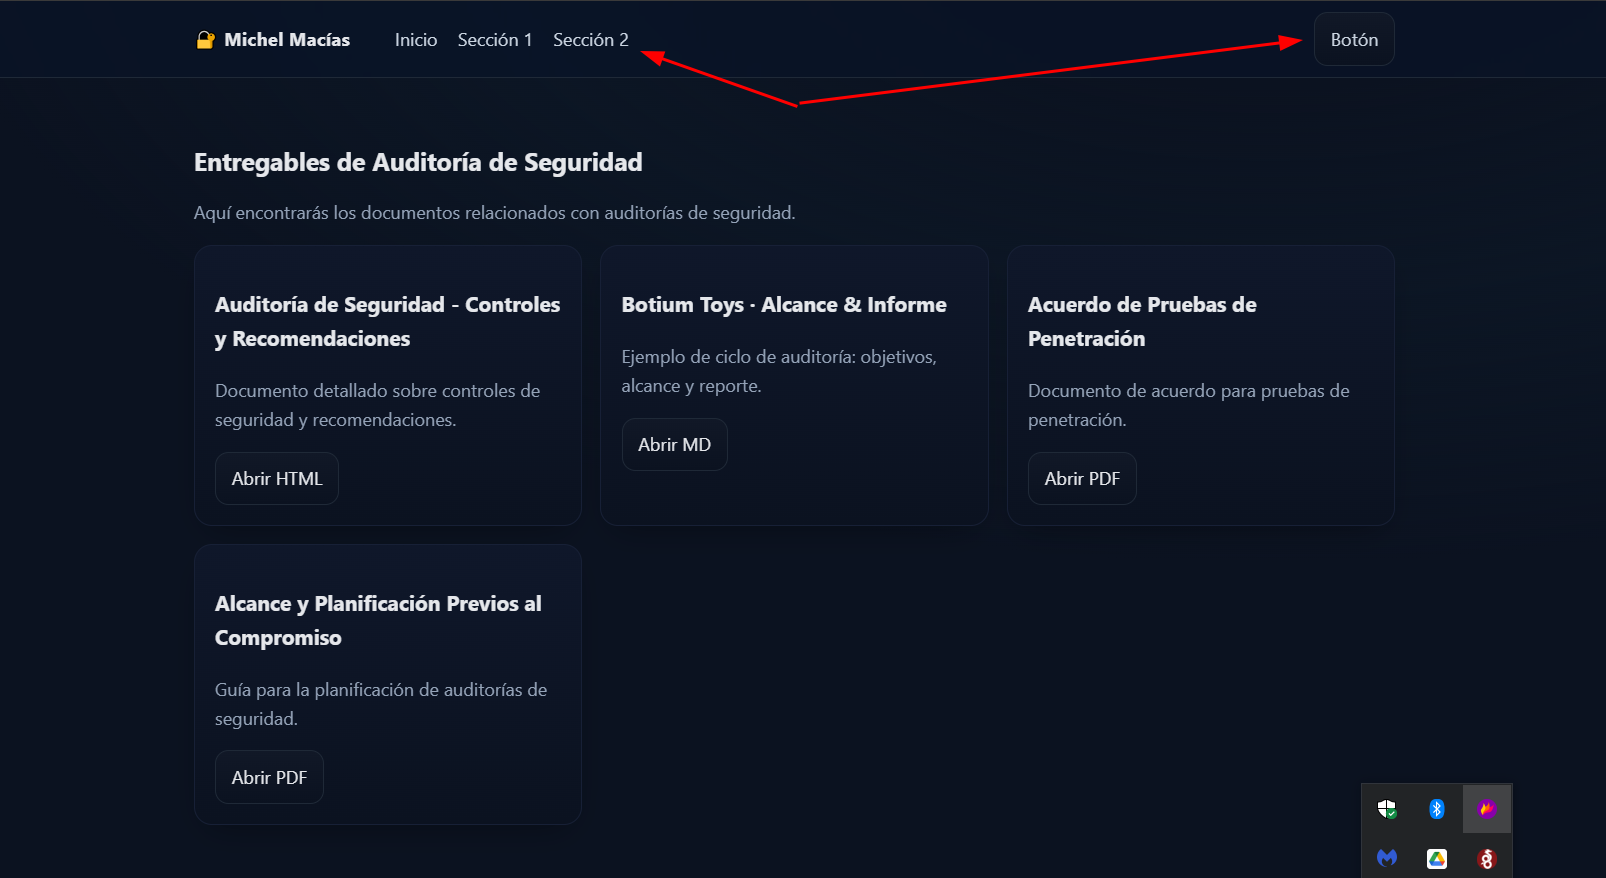 Michel Macías Inicio Sección 1 Sección 2 Botón
Entregables de Auditoría de Seguridad
Aquí encontrarás los documentos relacionados con auditorías de seguridad.
Auditoría de Seguridad - Controles
y Recomendaciones
Documento detallado sobre controles de
seguridad y recomendaciones.
Abrir HTML
Botium Toys · Alcance & Informe
Ejemplo de ciclo de auditoría: objetivos,
alcance y reporte.
Abrir MD
Acuerdo de Pruebas de
Penetración
Documento de acuerdo para pruebas de
penetración.
Abrir PDF
Alcance y Planificación Previos al
Compromiso
Guía para la planificación de auditorías de
seguridad.
Abrir PDF